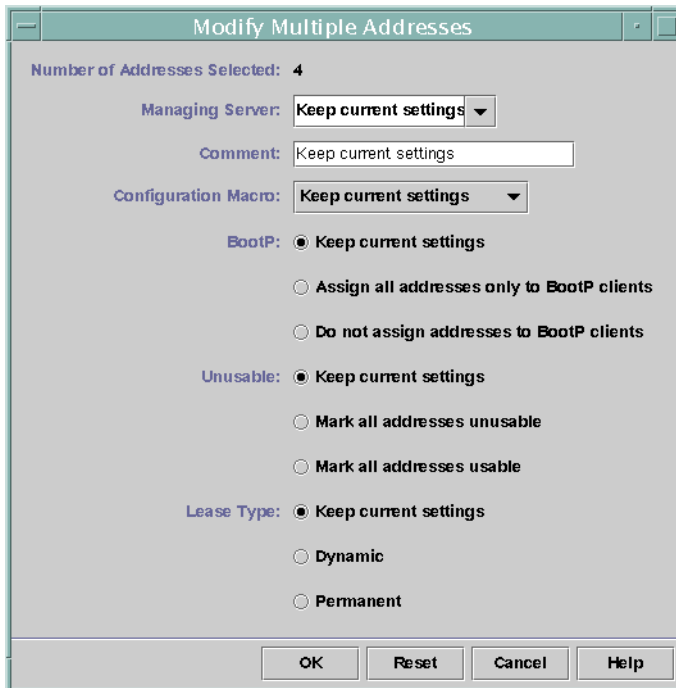 Modify Multiple Addresses
Number of Addresses Selected: 4
Managing Server: Keep current settings
Comment: Keep current settings
Configuration Macro: Keep current settings
BootP: Keep current settings
Assign all addresses only to BootP clients
Do not assign addresses to BootP clients
Unusable: Keep current settings
Mark all addresses unusable
Mark all addresses usable
Lease Type: Keep current settings
Dynamic
Permanent
OK Reset Cancel Help